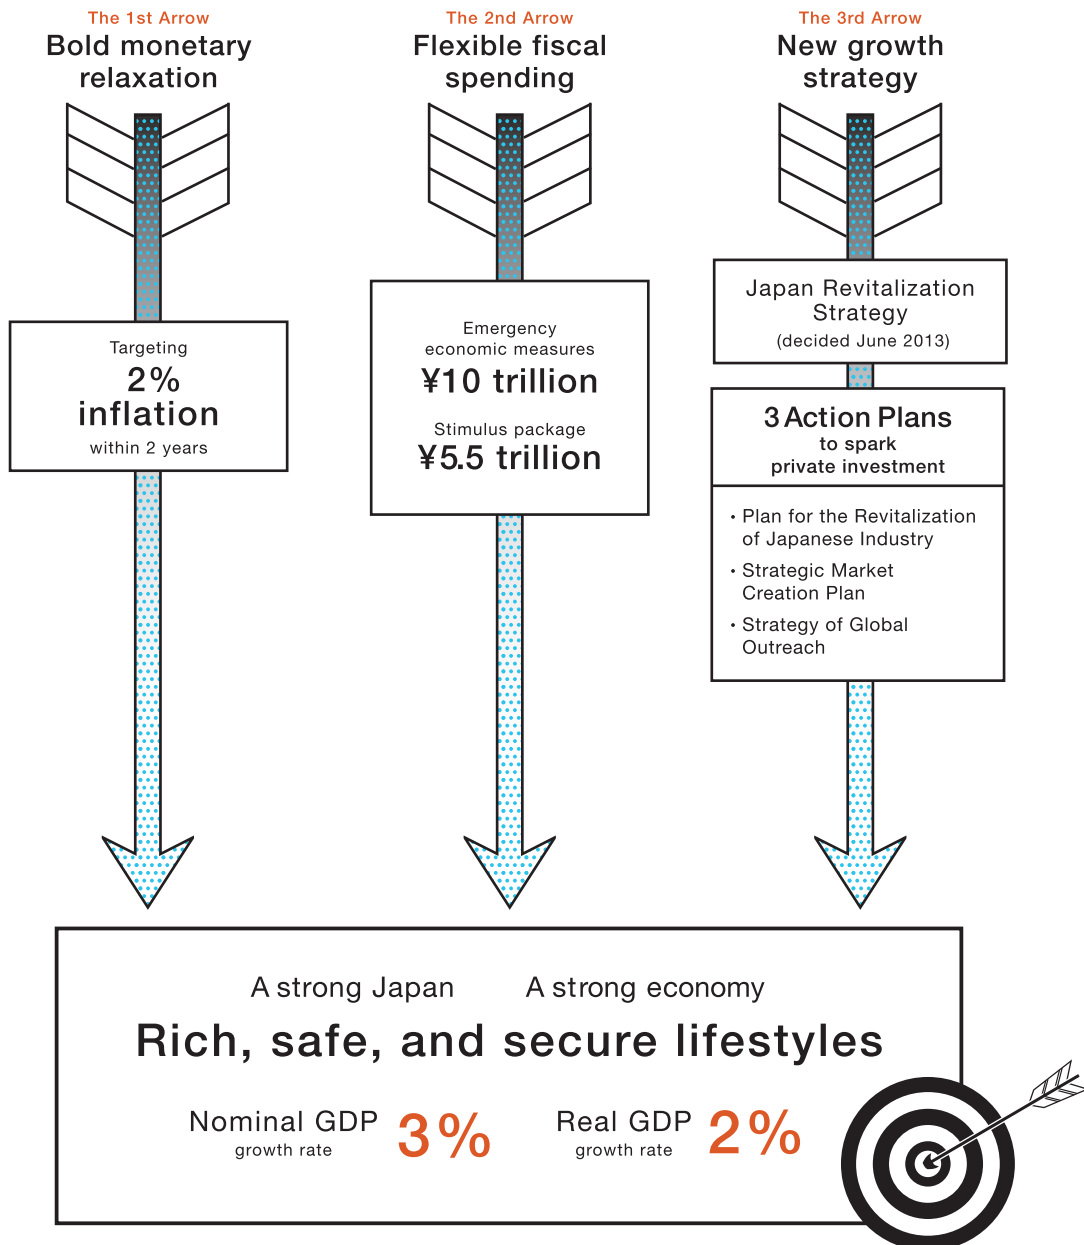 The 1st Arrow
Bold monetary
relaxation
Targeting
2%
inflation
within 2 years
The 2nd Arrow
Flexible fiscal
spending
Emergency
economic measures
¥10 trillion
Stimulus package
¥5.5 trillion
The 3rd Arrow
New growth
strategy
Japan Revitalization
Strategy
(decided June 2013)
3 Action Plans
to spark
private investment
・Plan for the Revitalization
of Japanese Industry
・Strategic Market
Creation Plan
・Strategy of Global
Outreach
A strong Japan A strong economy
Rich, safe, and secure lifestyles
Nominal GDP
growth rate
3%
Real GDP
growth rate
2%